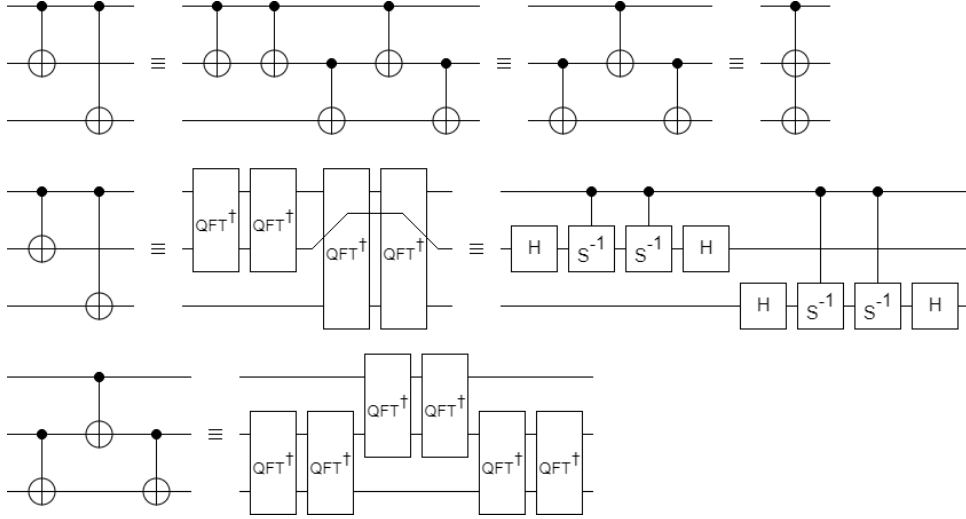 ≡ ≡ ≡
≡ QFT† QFT† QFT† QFT† ≡ H S⁻¹ S⁻¹ H
H S⁻¹ S⁻¹ H
≡ QFT† QFT†
QFT† QFT† QFT† QFT†